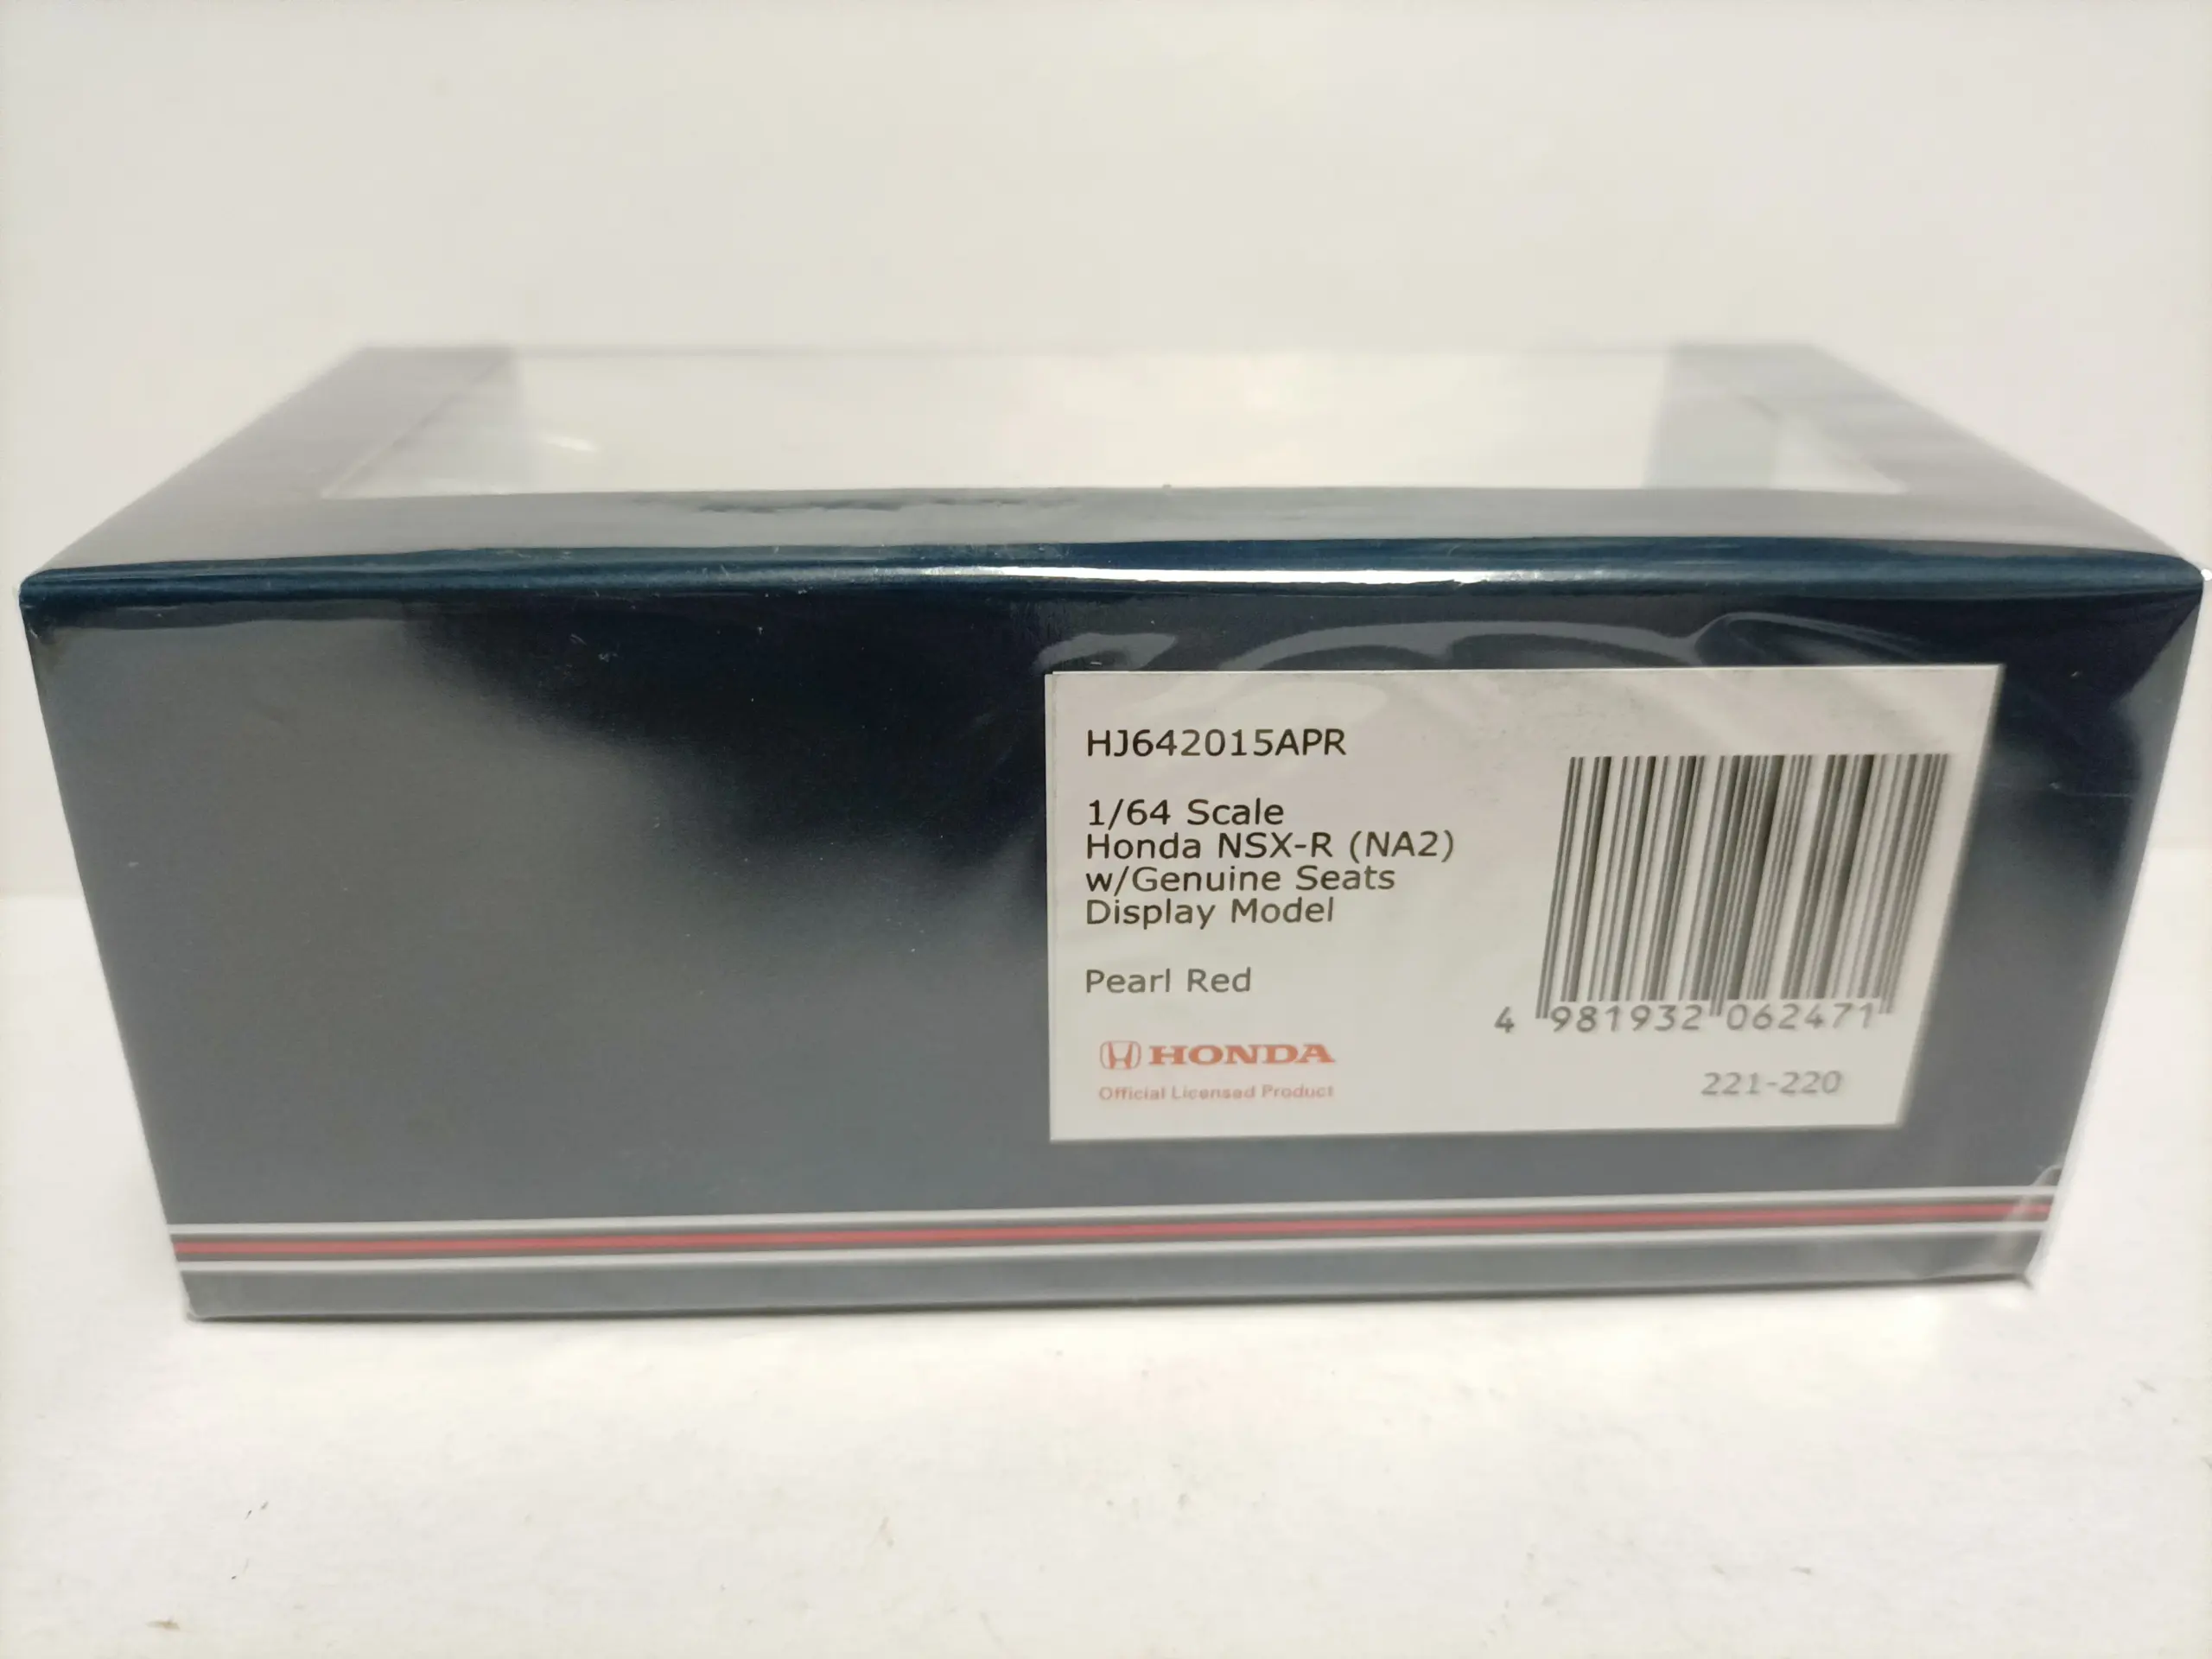 HJ642015APR
1/64 Scale
Honda NSX-R (NA2)
w/Genuine Seats
Display Model
Pearl Red
HONDA
Official Licensed Product
4 981932 062471
221-220